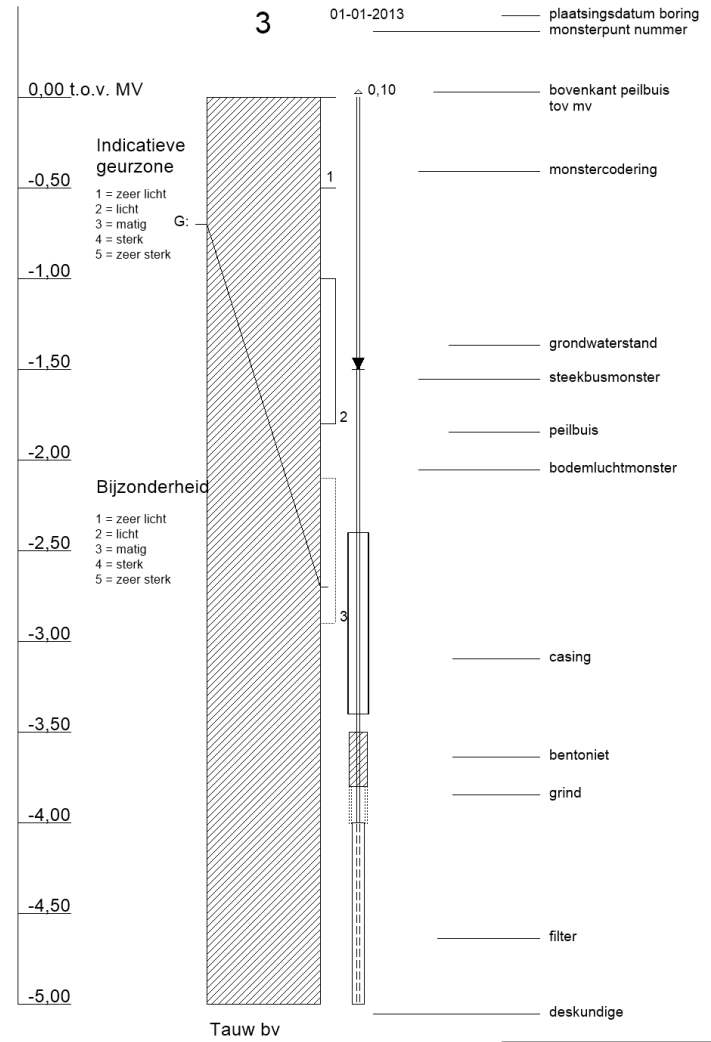 3
01-01-2013
plaatsingsdatum boring
monsterpunt nummer
0,00 t.o.v. MV
0,10
bovenkant peilbuis
tov mv
Indicatieve
geurzone
1 = zeer licht
2 = licht
3 = matig
4 = sterk
5 = zeer sterk
G:
1
monstercodering
-0,50
-1,00
grondwaterstand
-1,50
steekbusmonster
2
peilbuis
-2,00
bodemluchtmonster
Bijzonderheid
1 = zeer licht
2 = licht
3 = matig
4 = sterk
5 = zeer sterk
-2,50
3
-3,00
casing
-3,50
bentoniet
grind
-4,00
-4,50
filter
-5,00
deskundige
Tauw bv